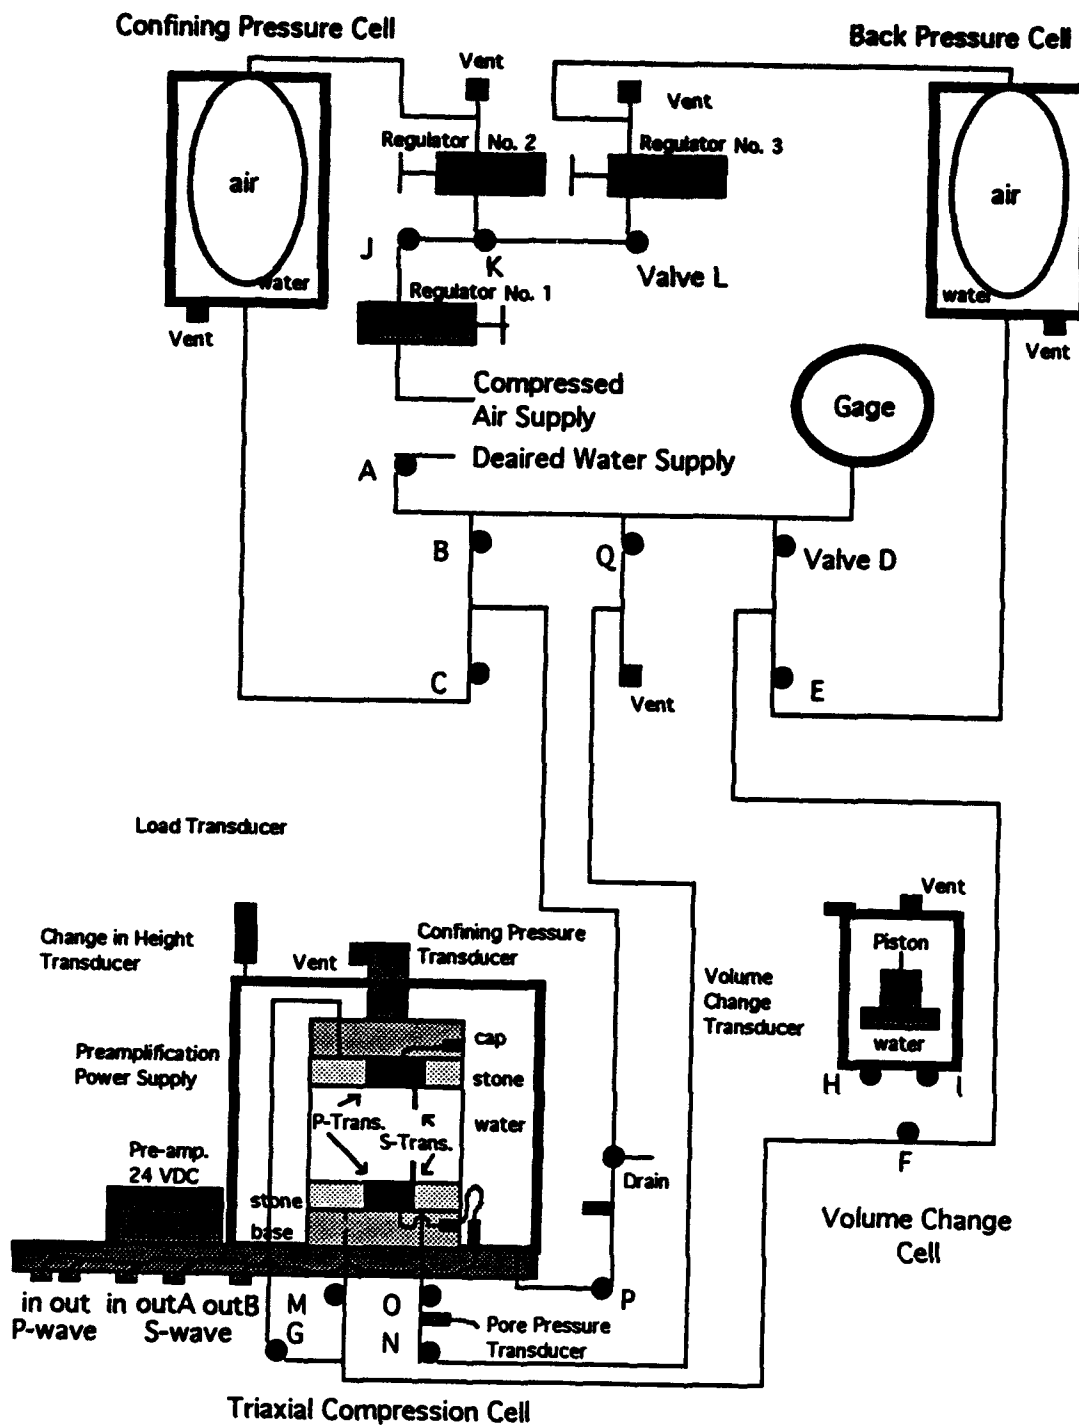 Confining Pressure Cell
Back Pressure Cell
Vent
Vent
Regulator No. 2
Regulator No. 3
air
air
J
K
Valve L
water
water
Regulator No. 1
Vent
Vent
Compressed
Air Supply
Gage
A
Deaired Water Supply
B
Q
Valve D
C
E
Vent
Load Transducer
Vent
Change in Height
Transducer
Vent
Confining Pressure
Transducer
Piston
Volume
Change
Transducer
water
Preamplification
Power Supply
cap
stone
H
I
P-Trans.
S-Trans.
water
Pre-amp.
24 VDC
F
Drain
stone
base
Volume Change
Cell
in out
P-wave
in outA outB
S-wave
M
G
O
N
P
Pore Pressure
Transducer
Triaxial Compression Cell